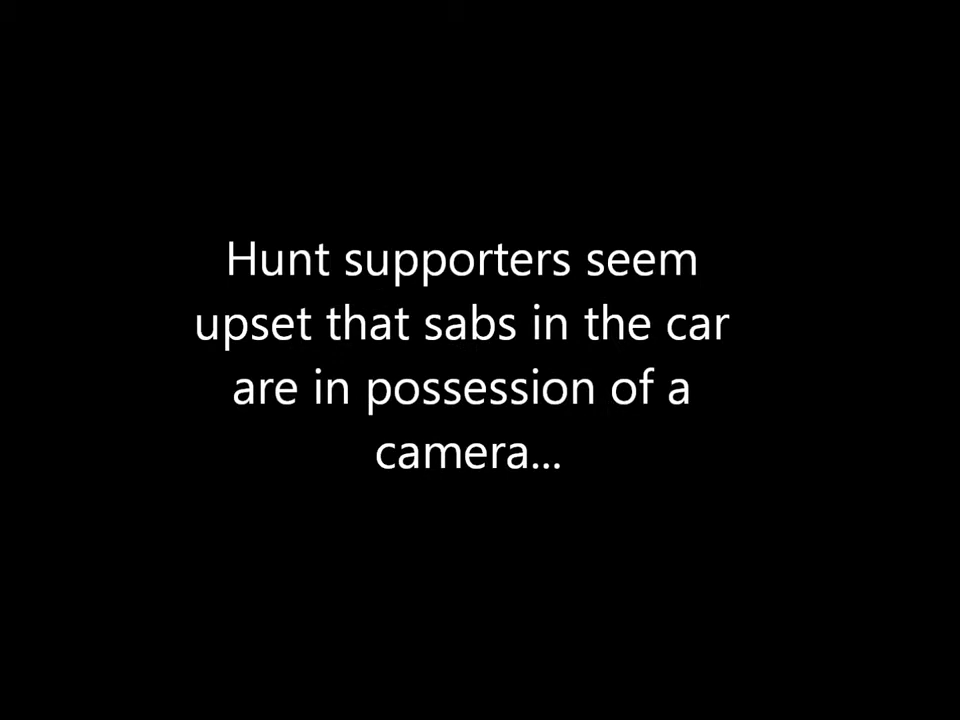 Hunt supporters seem
upset that sabs in the car
are in possession of a
camera...